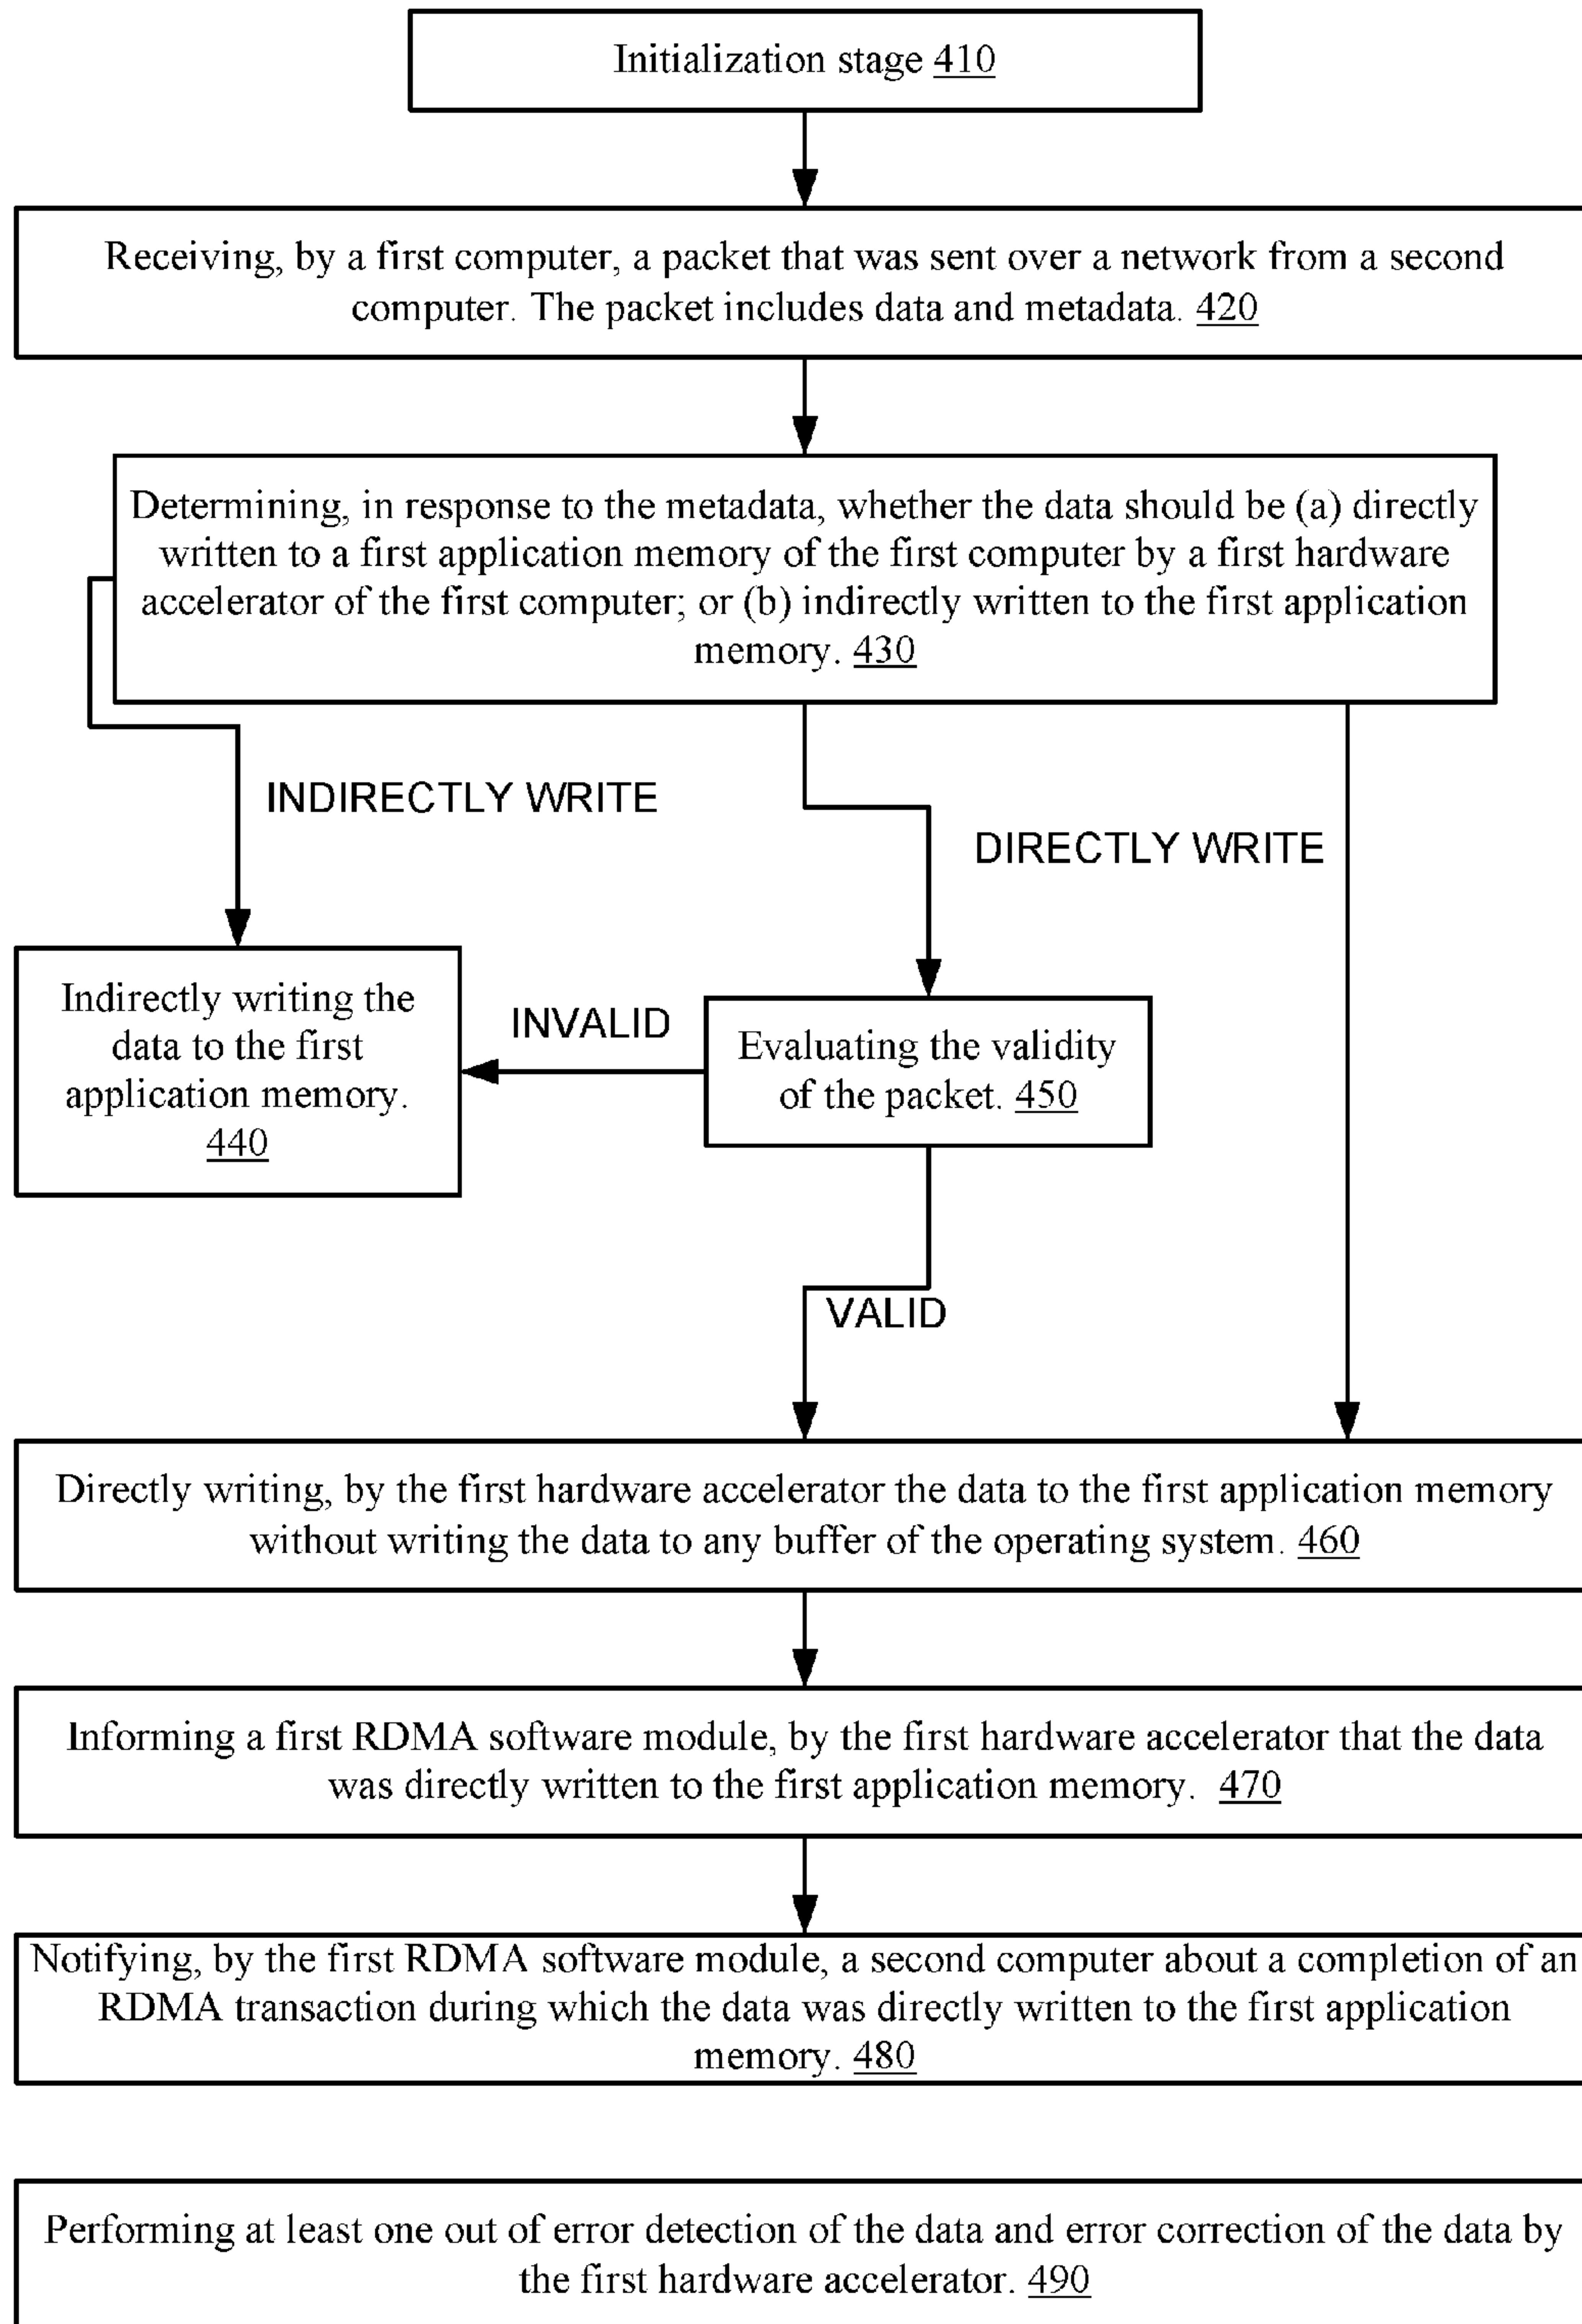 Initialization stage 410
Receiving, by a first computer, a packet that was sent over a network from a second
computer. The packet includes data and metadata. 420
Determining, in response to the metadata, whether the data should be (a) directly
written to a first application memory of the first computer by a first hardware
accelerator of the first computer; or (b) indirectly written to the first application
memory. 430
INDIRECTLY WRITE
DIRECTLY WRITE
Indirectly writing the
data to the first
application memory.
440
INVALID
Evaluating the validity
of the packet. 450
VALID
Directly writing, by the first hardware accelerator the data to the first application memory
without writing the data to any buffer of the operating system. 460
Informing a first RDMA software module, by the first hardware accelerator that the data
was directly written to the first application memory. 470
Notifying, by the first RDMA software module, a second computer about a completion of an
RDMA transaction during which the data was directly written to the first application
memory. 480
Performing at least one out of error detection of the data and error correction of the data by
the first hardware accelerator. 490